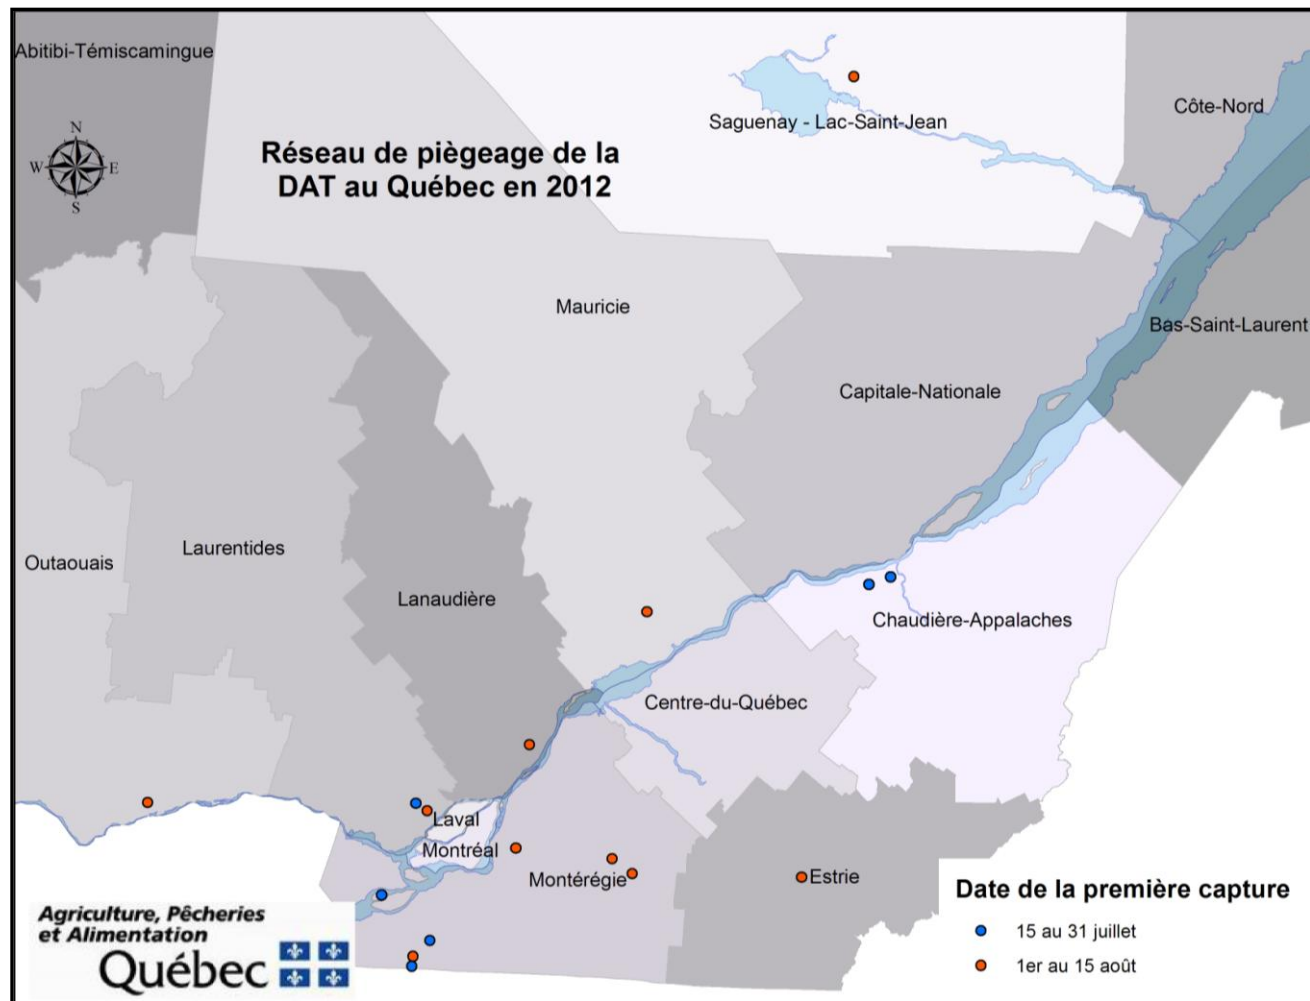 Abitibi-Témiscamingue
N
W
E
S
Réseau de piègeage de la
DAT au Québec en 2012
Saguenay - Lac-Saint-Jean
Côte-Nord
Mauricie
Bas-Saint-Laurent
Capitale-Nationale
Outaouais
Laurentides
Lanaudière
Chaudière-Appalaches
Centre-du-Québec
Laval
Montréal
Montérégie
Estrie
Date de la première capture
15 au 31 juillet
1er au 15 août
Agriculture, Pêcheries
et Alimentation
Québec